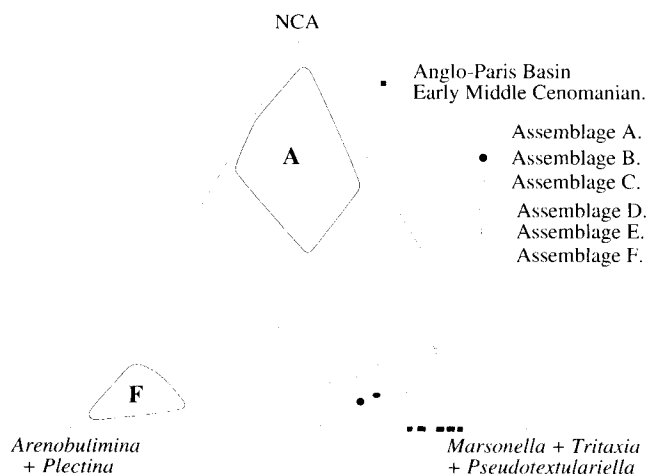 NCA
Anglo-Paris Basin
Early Middle Cenomanian.
Assemblage A.
Assemblage B.
Assemblage C.
Assemblage D.
Assemblage E.
Assemblage F.
A
F
Arenobulimina
+ Plectina
Marsonella + Tritaxia
+ Pseudotextulariella